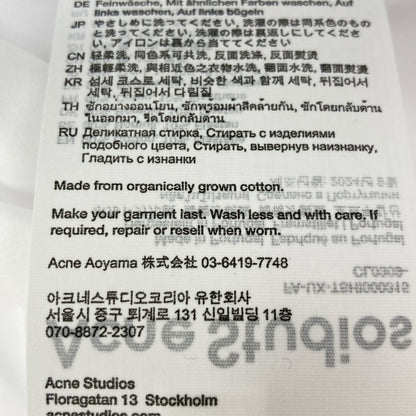 DE Feinwäsche, Mit ähnlichen Farben waschen, Auf
links waschen, Auf links bügeln
JP やさしめに洗ってください, 洗濯の際は同系色のもの
と洗ってください, 洗濯の際は裏返しにしてくださ
い, アイロンは裏から当ててください
CN 轻柔洗, 同色系可共洗, 反面洗涤, 反面熨烫
ZH 極輕柔洗, 與相近色之衣物水洗, 翻面水洗, 翻面熨燙
KR 섬세 코스로 세탁, 비슷한 색과 함께 세탁, 뒤집어서
세탁, 뒤집어서 다림질
TH ซักอย่างอ่อนโยน, ซักพร้อมผ้าสีคล้ายกัน, ซักโดยกลับด้าน
ในออกมา, รีดโดยกลับด้าน
RU Деликатная стирка, Стирать с изделиями
подобного цвета, Стирать, вывернув наизнанку,
Гладить с изнанки
Made from organically grown cotton.
Make your garment last. Wash less and with care. If
required, repair or resell when worn.
Acne Aoyama 株式会社 03-6419-7748
아크네스튜디오코리아 유한회사
서울시 중구 퇴계로 131 신일빌딩 11층
070-8872-2307
Acne Studios
Floragatan 13 Stockholm
acnestudios.com